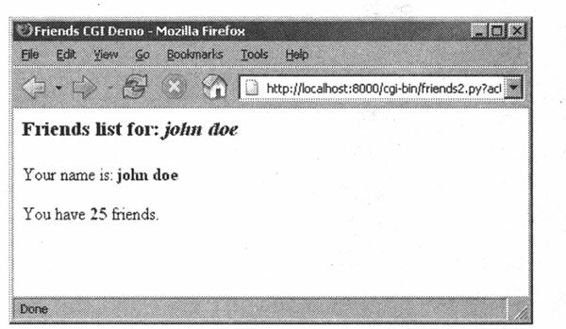 Friends CGI Demo - Mozilla Firefox
File Edit View Go Bookmarks Tools Help
http://localhost:8000/cgi-bin/friends2.py?acl
Friends list for: john doe
Your name is: john doe
You have 25 friends.
Done